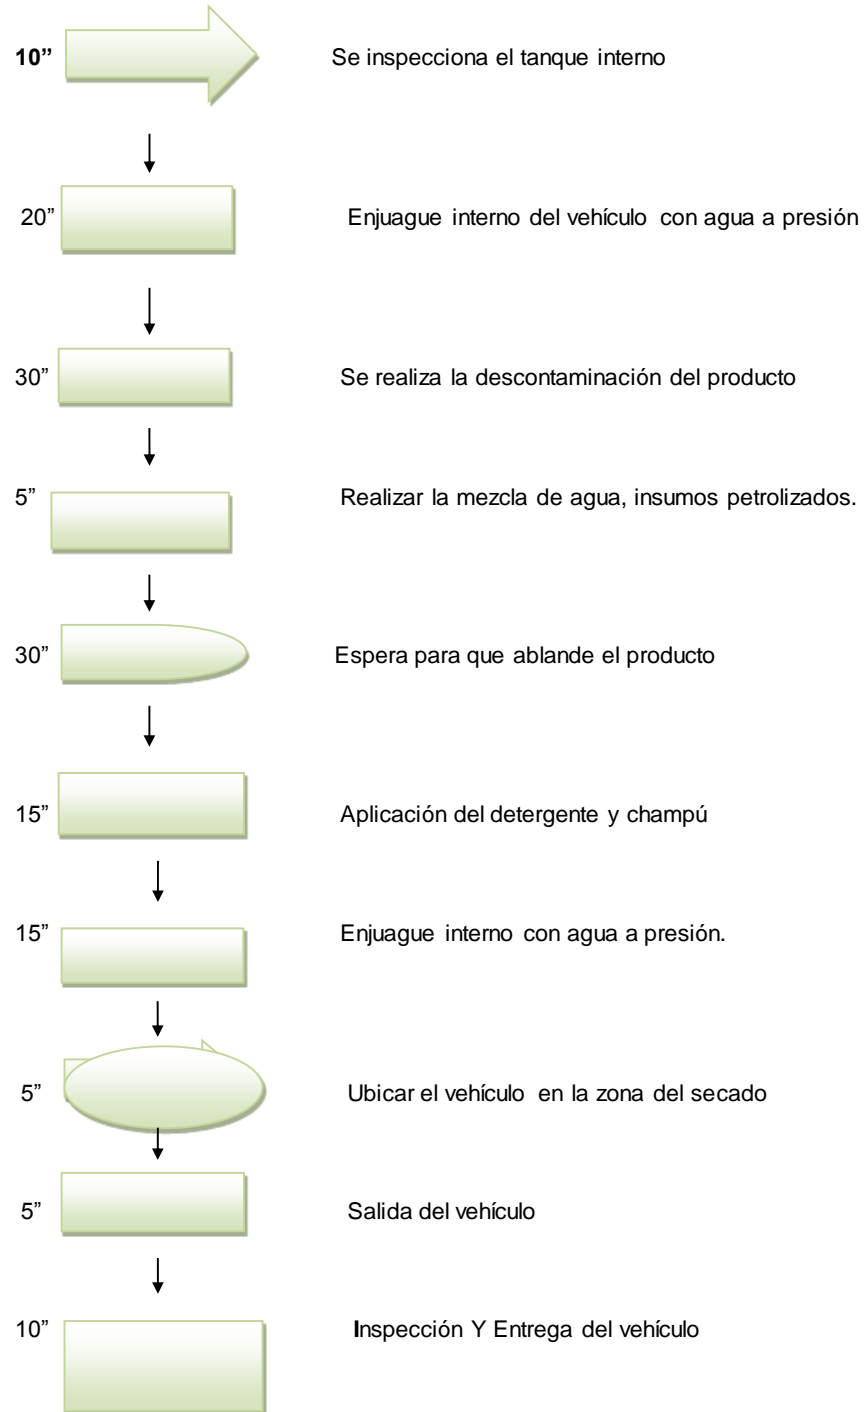 10” Se inspecciona el tanque interno
20” Enjuague interno del vehículo con agua a presión
30” Se realiza la descontaminación del producto
5” Realizar la mezcla de agua, insumos petrolizados.
30” Espera para que ablande el producto
15” Aplicación del detergente y champú
15” Enjuague interno con agua a presión.
5” Ubicar el vehículo en la zona del secado
5” Salida del vehículo
10” Inspección Y Entrega del vehículo